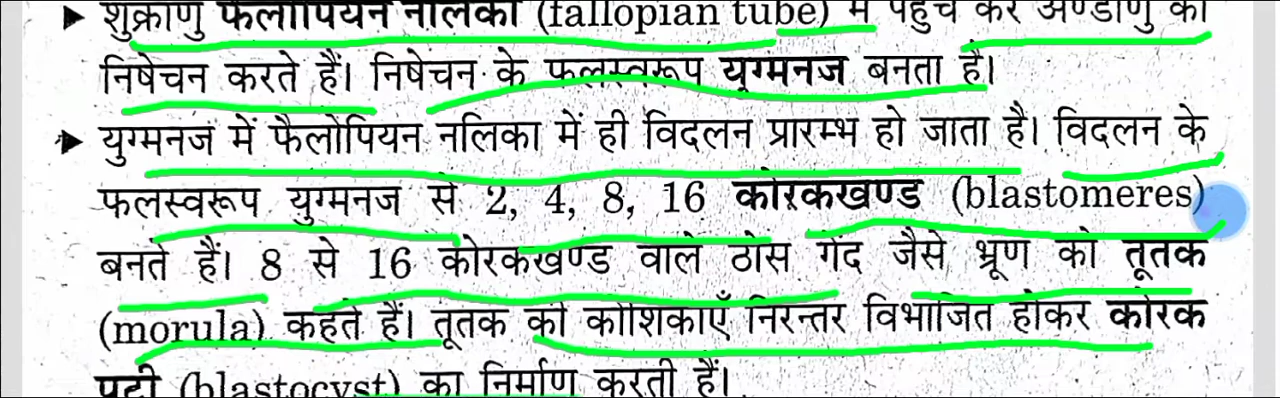 ▶ शुक्राणु फैलोपियन नलिका (fallopian tube) में पहुँच कर अण्डाणु का
निषेचन करते हैं। निषेचन के फलस्वरूप युग्मनज बनता है।
▶ युग्मनज में फैलोपियन नलिका में ही विदलन प्रारम्भ हो जाता है। विदलन के
फलस्वरूप युग्मनज से 2, 4, 8, 16 कोरकखण्ड (blastomeres)
बनते हैं। 8 से 16 कोरकखण्ड वाले ठोस गेंद जैसे भ्रूण को तूतक
(morula) कहते हैं। तूतक की कोशिकाएँ निरन्तर विभाजित होकर कोरक
पुटी (blastocyst) का निर्माण करती हैं।